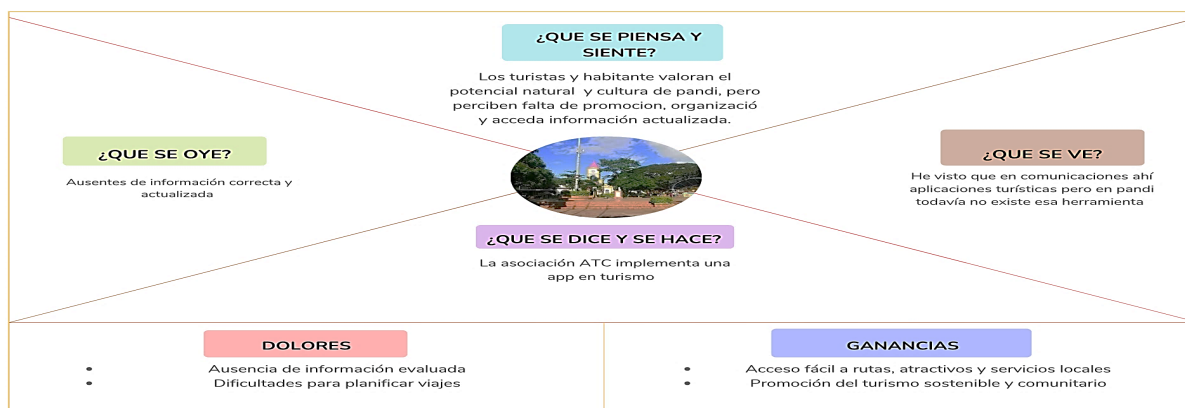 ¿QUE SE PIENSA Y
SIENTE?
Los turistas y habitante valoran el
potencial natural y cultura de pandi, pero
perciben falta de promocion, organizació
y acceda información actualizada.
¿QUE SE OYE?
Ausentes de información correcta y
actualizada
¿QUE SE VE?
He visto que en comunicaciones ahí
aplicaciones turísticas pero en pandi
todavía no existe esa herramienta
¿QUE SE DICE Y SE HACE?
La asociación ATC implementa una
app en turismo
DOLORES
• Ausencia de información evaluada
• Dificultades para planificar viajes
GANANCIAS
• Acceso fácil a rutas, atractivos y servicios locales
• Promoción del turismo sostenible y comunitario